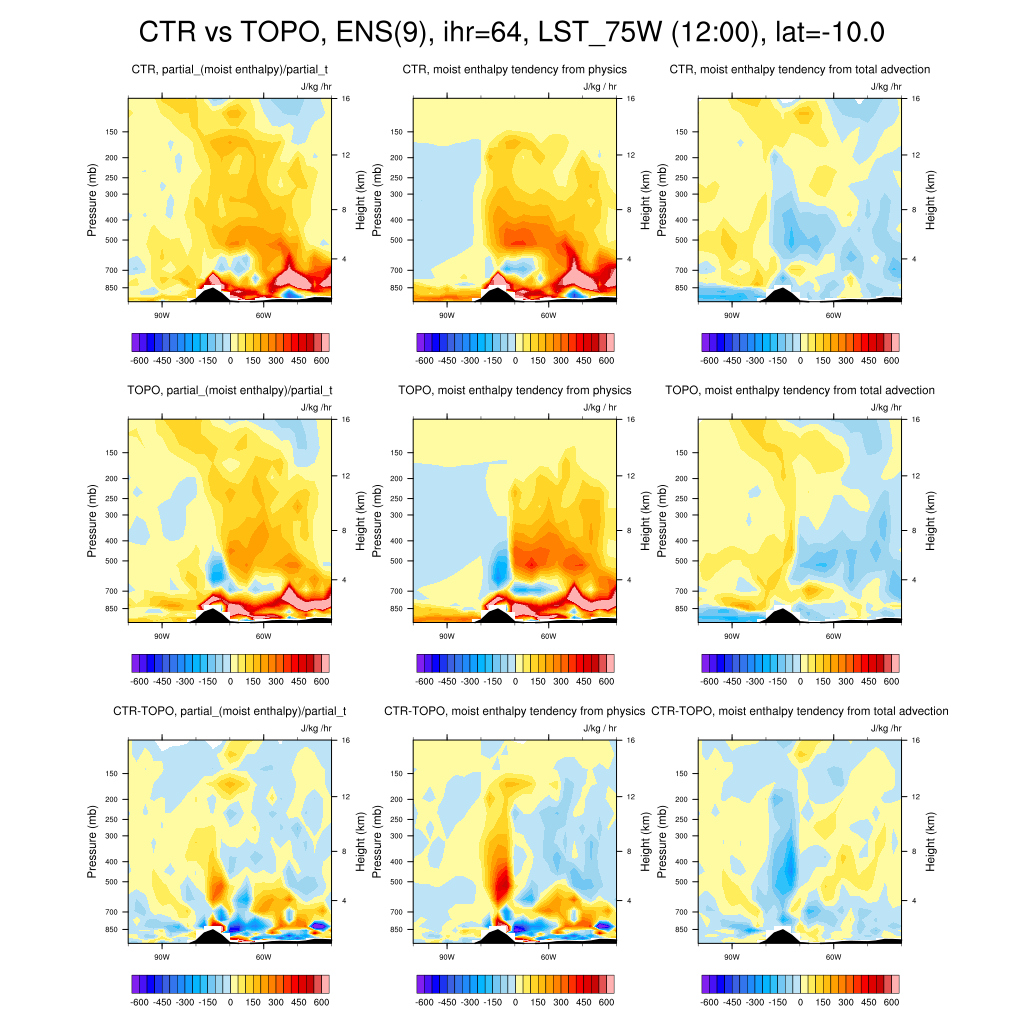 CTR vs TOPO, ENS(9), ihr=64, LST_75W (12:00), lat=-10.0
CTR, partial_(moist enthalpy)/partial_t
J/kg /hr
Pressure (mb)
150
200
250
300
400
500
700
850
16
12
8
4
Height (km)
90W
60W
-600 -450 -300 -150 0 150 300 450 600
CTR, moist enthalpy tendency from physics
J/kg / hr
Pressure (mb)
150
200
250
300
400
500
700
850
16
12
8
4
Height (km)
90W
60W
-600 -450 -300 -150 0 150 300 450 600
CTR, moist enthalpy tendency from total advection
J/kg /hr
Pressure (mb)
150
200
250
300
400
500
700
850
16
12
8
4
Height (km)
90W
60W
-600 -450 -300 -150 0 150 300 450 600
TOPO, partial_(moist enthalpy)/partial_t
J/kg /hr
Pressure (mb)
150
200
250
300
400
500
700
850
16
12
8
4
Height (km)
90W
60W
-600 -450 -300 -150 0 150 300 450 600
TOPO, moist enthalpy tendency from physics
J/kg / hr
Pressure (mb)
150
200
250
300
400
500
700
850
16
12
8
4
Height (km)
90W
60W
-600 -450 -300 -150 0 150 300 450 600
TOPO, moist enthalpy tendency from total advection
J/kg /hr
Pressure (mb)
150
200
250
300
400
500
700
850
16
12
8
4
Height (km)
90W
60W
-600 -450 -300 -150 0 150 300 450 600
CTR-TOPO, partial_(moist enthalpy)/partial_t
J/kg /hr
Pressure (mb)
150
200
250
300
400
500
700
850
16
12
8
4
Height (km)
90W
60W
-600 -450 -300 -150 0 150 300 450 600
CTR-TOPO, moist enthalpy tendency from physics
J/kg / hr
Pressure (mb)
150
200
250
300
400
500
700
850
16
12
8
4
Height (km)
90W
60W
-600 -450 -300 -150 0 150 300 450 600
CTR-TOPO, moist enthalpy tendency from total advection
J/kg /hr
Pressure (mb)
150
200
250
300
400
500
700
850
16
12
8
4
Height (km)
90W
60W
-600 -450 -300 -150 0 150 300 450 600